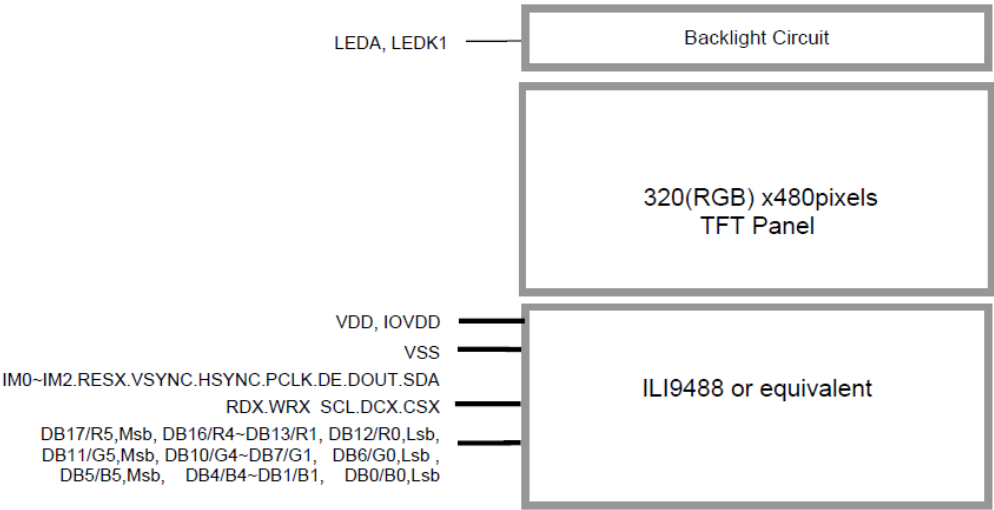 LEDA, LEDK1
Backlight Circuit
320(RGB) x480pixels
TFT Panel
VDD, IOVDD
VSS
IM0~IM2.RESX.VSYNC.HSYNC.PCLK.DE.DOUT.SDA
RDX.WRX SCL.DCX.CSX
DB17/R5,Msb, DB16/R4~DB13/R1, DB12/R0,Lsb,
DB11/G5,Msb, DB10/G4~DB7/G1, DB6/G0,Lsb ,
DB5/B5,Msb, DB4/B4~DB1/B1, DB0/B0,Lsb
ILI9488 or equivalent